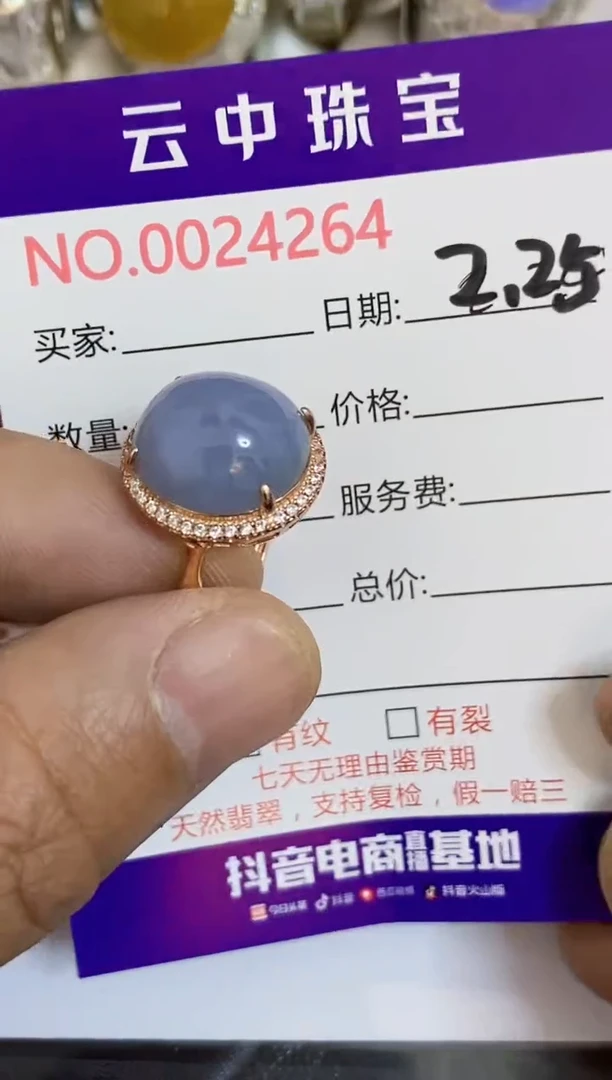 云中珠宝
NO.0024264
买家: 日期: 2.25
数量: 价格:
服务费:
总价:
有纹 有裂
七天无理由鉴赏期
天然翡翠，支持复检，假一赔三
抖音电商直播基地
今日头条 抖音 西瓜视频 抖音火山版